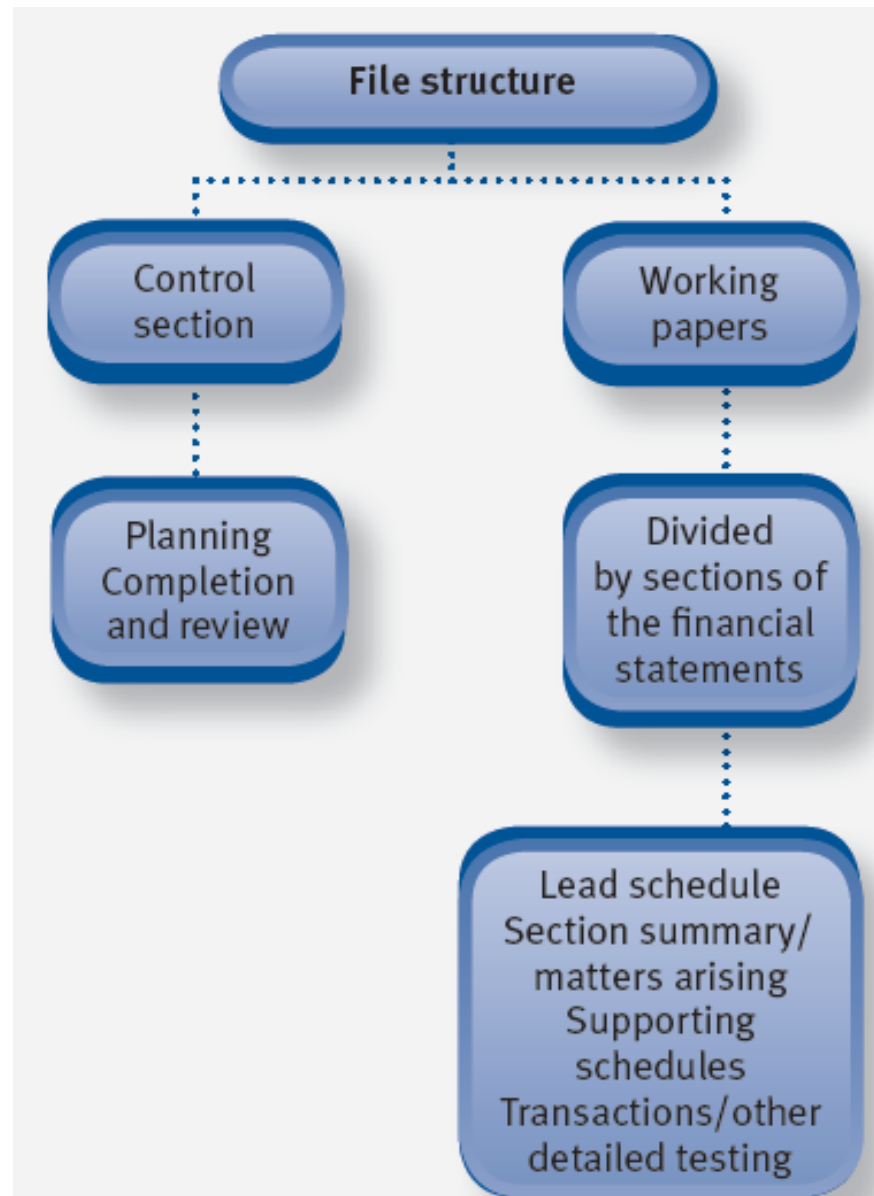 File structure
Control
section
Working
papers
Planning
Completion
and review
Divided
by sections of
the financial
statements
Lead schedule
Section summary/
matters arising
Supporting
schedules
Transactions/other
detailed testing